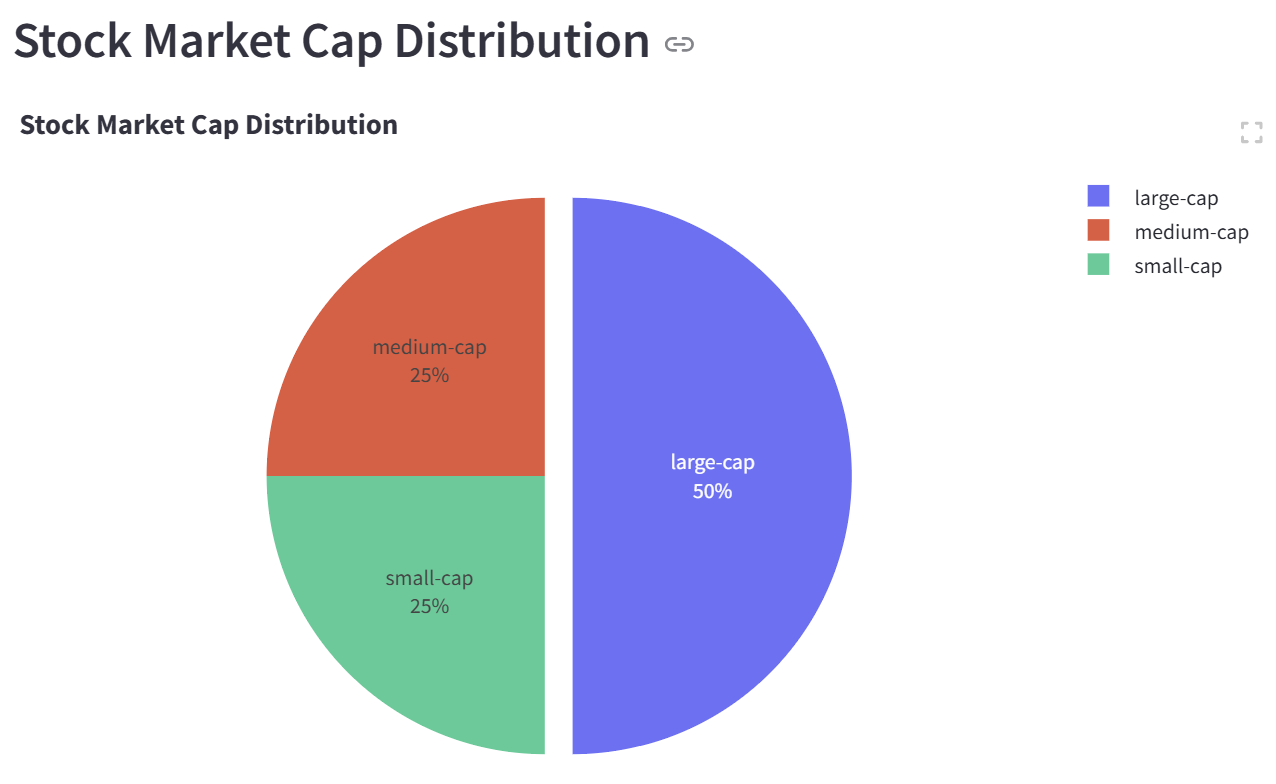 Stock Market Cap Distribution
Stock Market Cap Distribution
large-cap
medium-cap
small-cap
medium-cap
25%
large-cap
50%
small-cap
25%